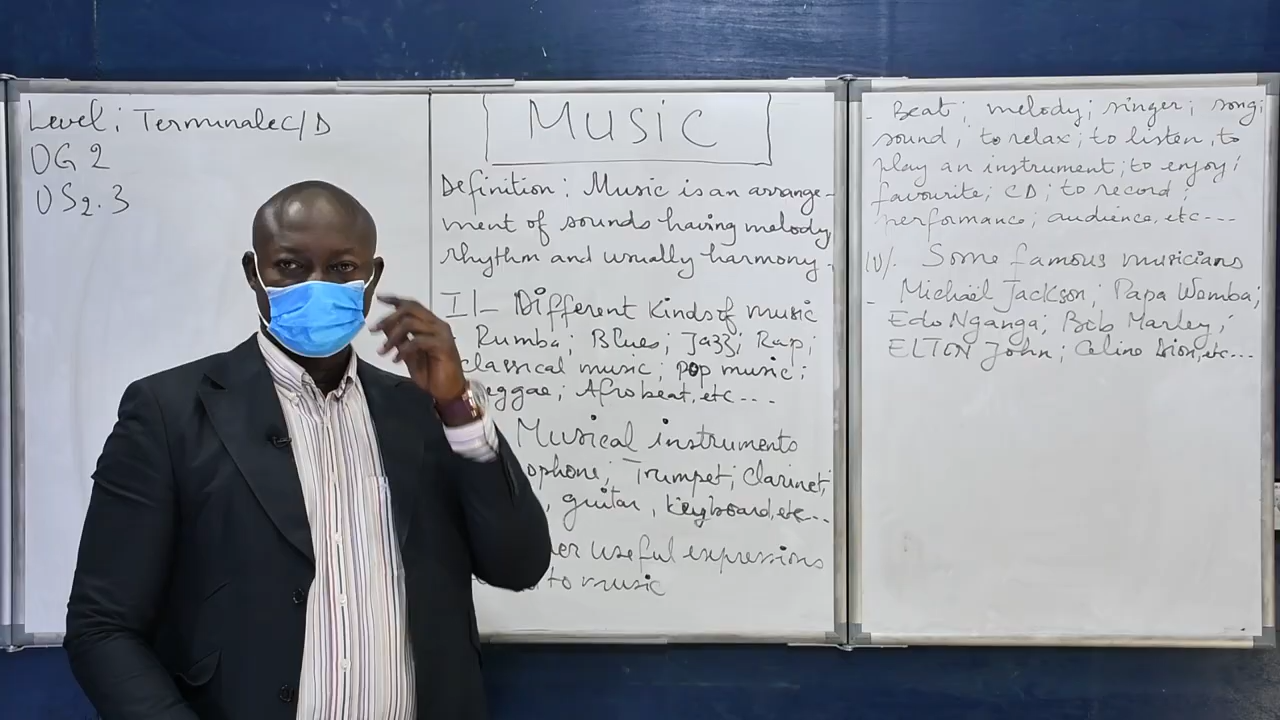 Level: Terminale C/D
OG 2
OS2.3
MUSIC
Definition: Music is an arrange-
ment of sounds having melody
rhythm and usually harmony.
II- Different Kinds of music
Rumba; Blues; Jazz; Rap;
classical music; pop music;
eggae; Afrobeat, etc ....
Musical instruments
ophone; Trumpet; Clarinet;
, guitar, Keyboard, etc...
her useful expressions
to music
- Beat; melody; singer; song;
sound; to relax; to listen, to
play an instrument; to enjoy;
favourite; CD; to record;
performance; audience, etc---
IV/. Some famous musicians
- Michaël Jackson; Papa Wemba;
Edo Nganga; Bob Marley;
ELTON John; Celine Dion, etc...